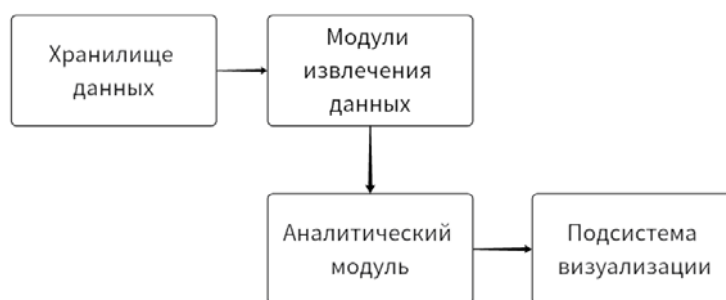 Хранилище
данных
Модули
извлечения
данных
Аналитический
модуль
Подсистема
визуализации